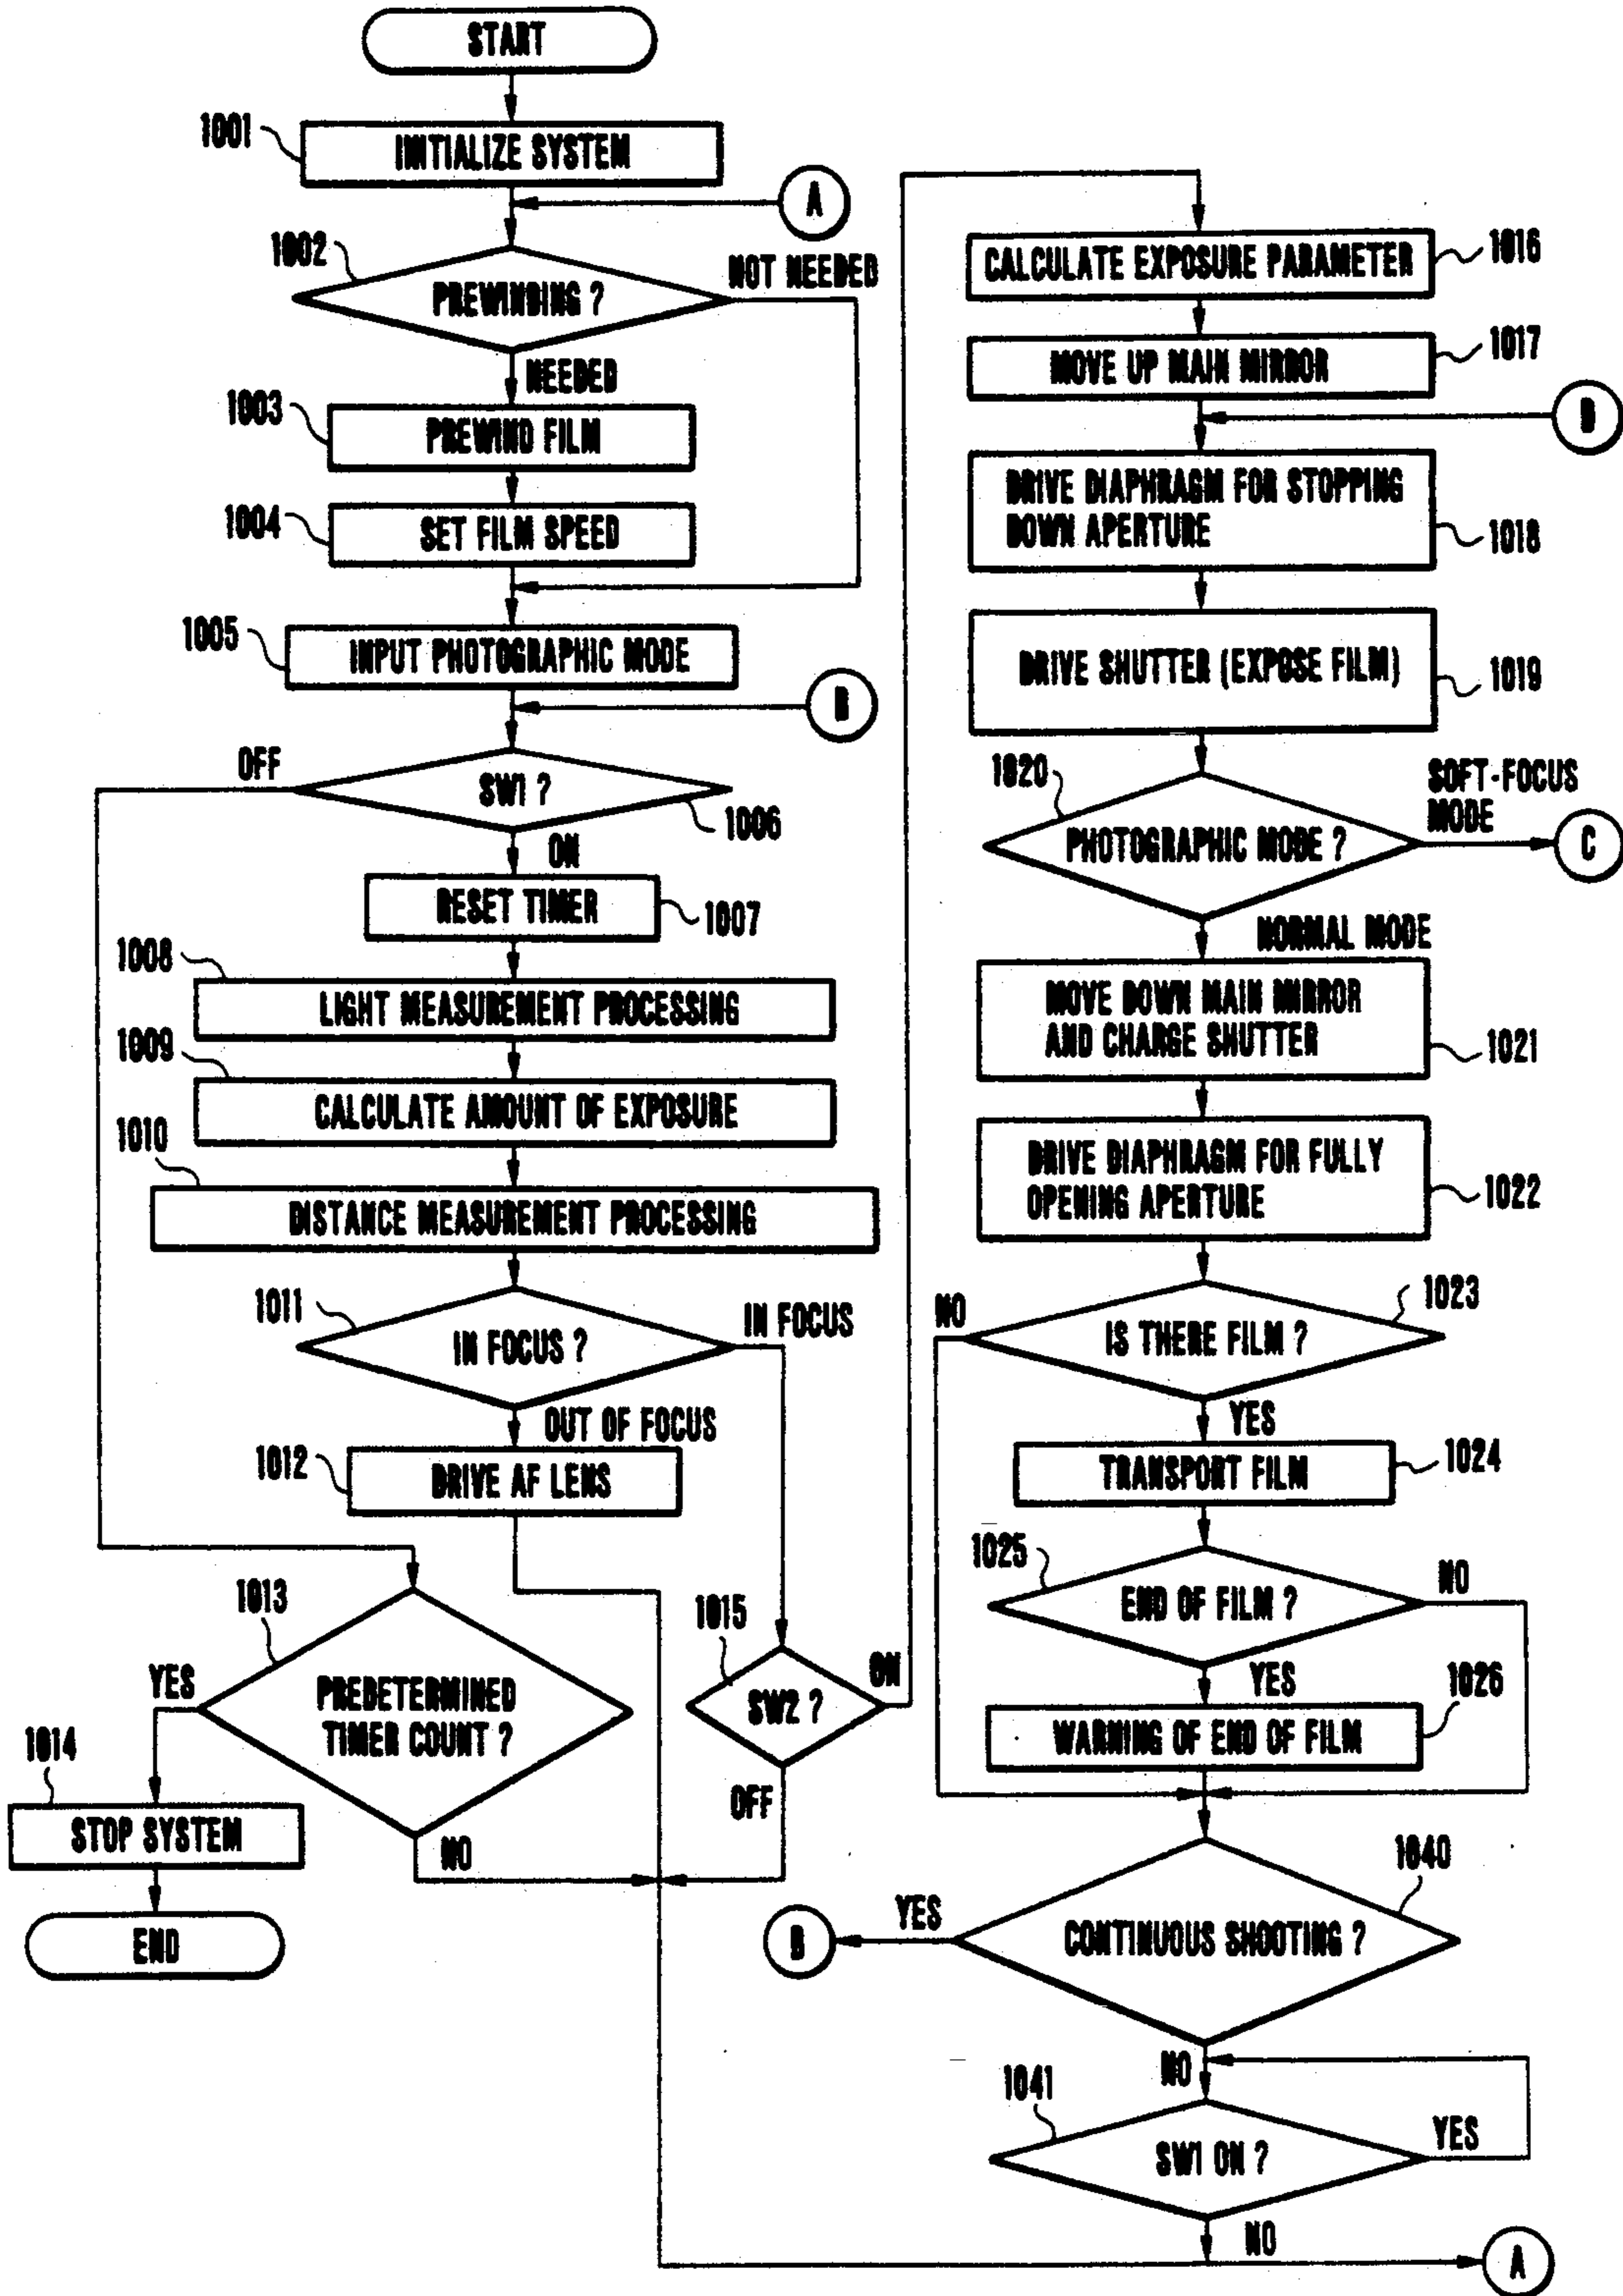 START
1001
INITIALIZE SYSTEM
A
1002
PREWINDING ?
NOT NEEDED
NEEDED
1003
PREWIND FILM
1004
SET FILM SPEED
1005
INPUT PHOTOGRAPHIC MODE
B
OFF
SW1 ?
1006
ON
RESET TIMER
1007
1008
LIGHT MEASUREMENT PROCESSING
1009
CALCULATE AMOUNT OF EXPOSURE
1010
DISTANCE MEASUREMENT PROCESSING
1011
IN FOCUS ?
IN FOCUS
OUT OF FOCUS
1012
DRIVE AF LENS
1013
PREDETERMINED
TIMER COUNT ?
YES
NO
1014
STOP SYSTEM
END
1015
SW2 ?
ON
OFF
CALCULATE EXPOSURE PARAMETER
1016
MOVE UP MAIN MIRROR
1017
D
DRIVE DIAPHRAGM FOR STOPPING
DOWN APERTURE
1018
DRIVE SHUTTER (EXPOSE FILM)
1019
1020
PHOTOGRAPHIC MODE ?
SOFT-FOCUS
MODE
C
NORMAL MODE
MOVE DOWN MAIN MIRROR
AND CHARGE SHUTTER
1021
DRIVE DIAPHRAGM FOR FULLY
OPENING APERTURE
1022
1023
NO
IS THERE FILM ?
YES
TRANSPORT FILM
1024
1025
END OF FILM ?
NO
YES
1026
WARNING OF END OF FILM
1040
CONTINUOUS SHOOTING ?
YES
B
NO
1041
SW1 ON ?
YES
NO
A